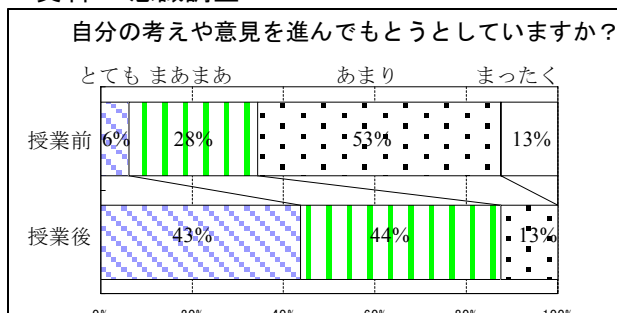 自分の考えや意見を進んでもとうとしていますか？
とても まあまあ あまり まったく
授業前 6% 28% 53% 13%
授業後 43% 44% 13%